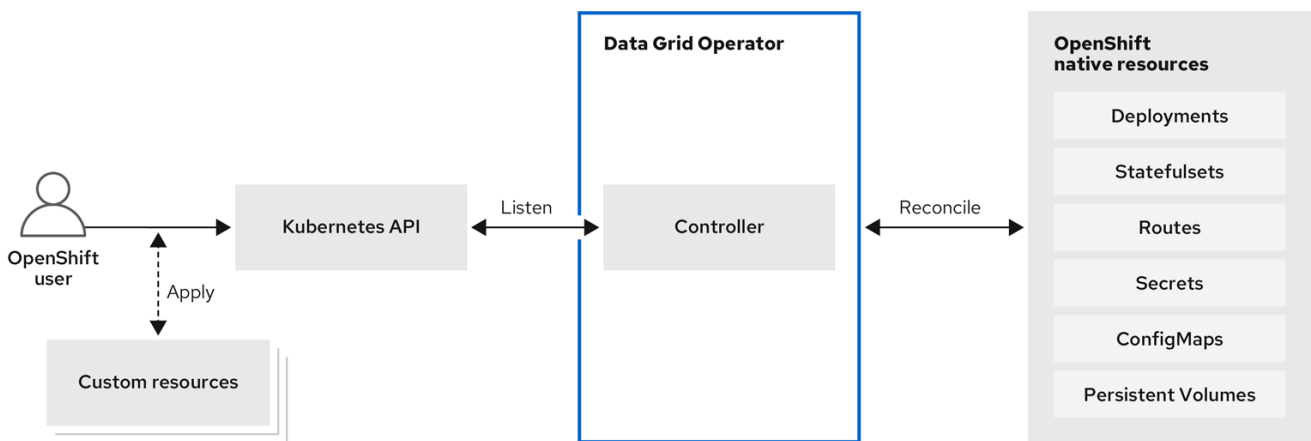 Data Grid Operator
OpenShift
native resources
Deployments
Statefulsets
Routes
Secrets
ConfigMaps
Persistent Volumes
Kubernetes API
Listen
Controller
Reconcile
OpenShift
user
Apply
Custom resources